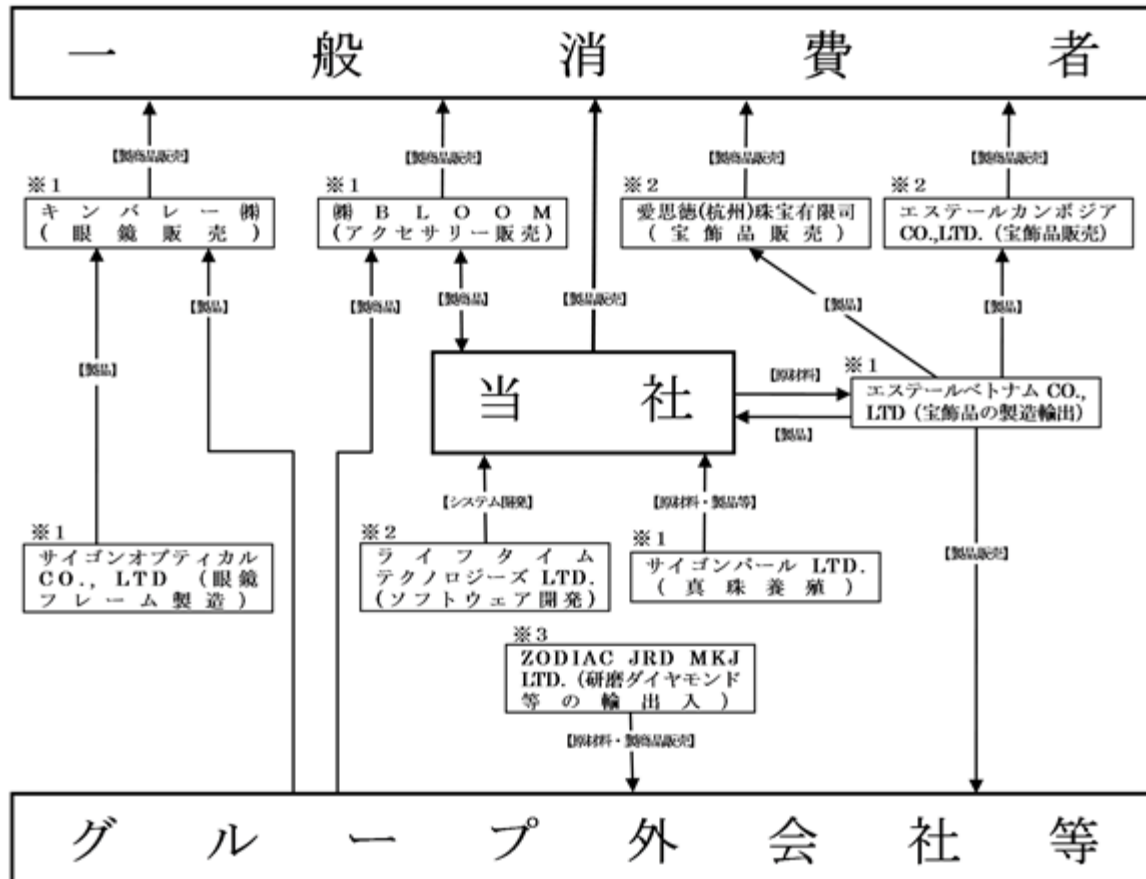 一般消費者
【製商品販売】
【製商品販売】
【製商品販売】
【製商品販売】
※1
キンバレー㈱
(眼鏡販売)
※1
㈱BLOOM
(アクセサリー販売)
※2
愛思徳(杭州)珠宝有限司
(宝飾品販売)
※2
エステールカンボジア
CO.,LTD. (宝飾品販売)
【製品】
【製商品】
【製商品】
【製品販売】
【製品】
【製品】
【製品】
当社
【原材料】
【製品】
※1
エステールベトナム CO.,
LTD (宝飾品の製造輸出)
【システム開発】
【原材料・製品等】
【製品販売】
※1
サイゴンオプティカル
CO., LTD (眼鏡
フレーム製造)
※2
ライフタイム
テクノロジーズ LTD.
(ソフトウェア開発)
※1
サイゴンパール LTD.
(真珠養殖)
※3
ZODIAC JRD MKJ
LTD. (研磨ダイヤモンド
等の輸出入)
【原材料・製商品販売】
グループ外会社等